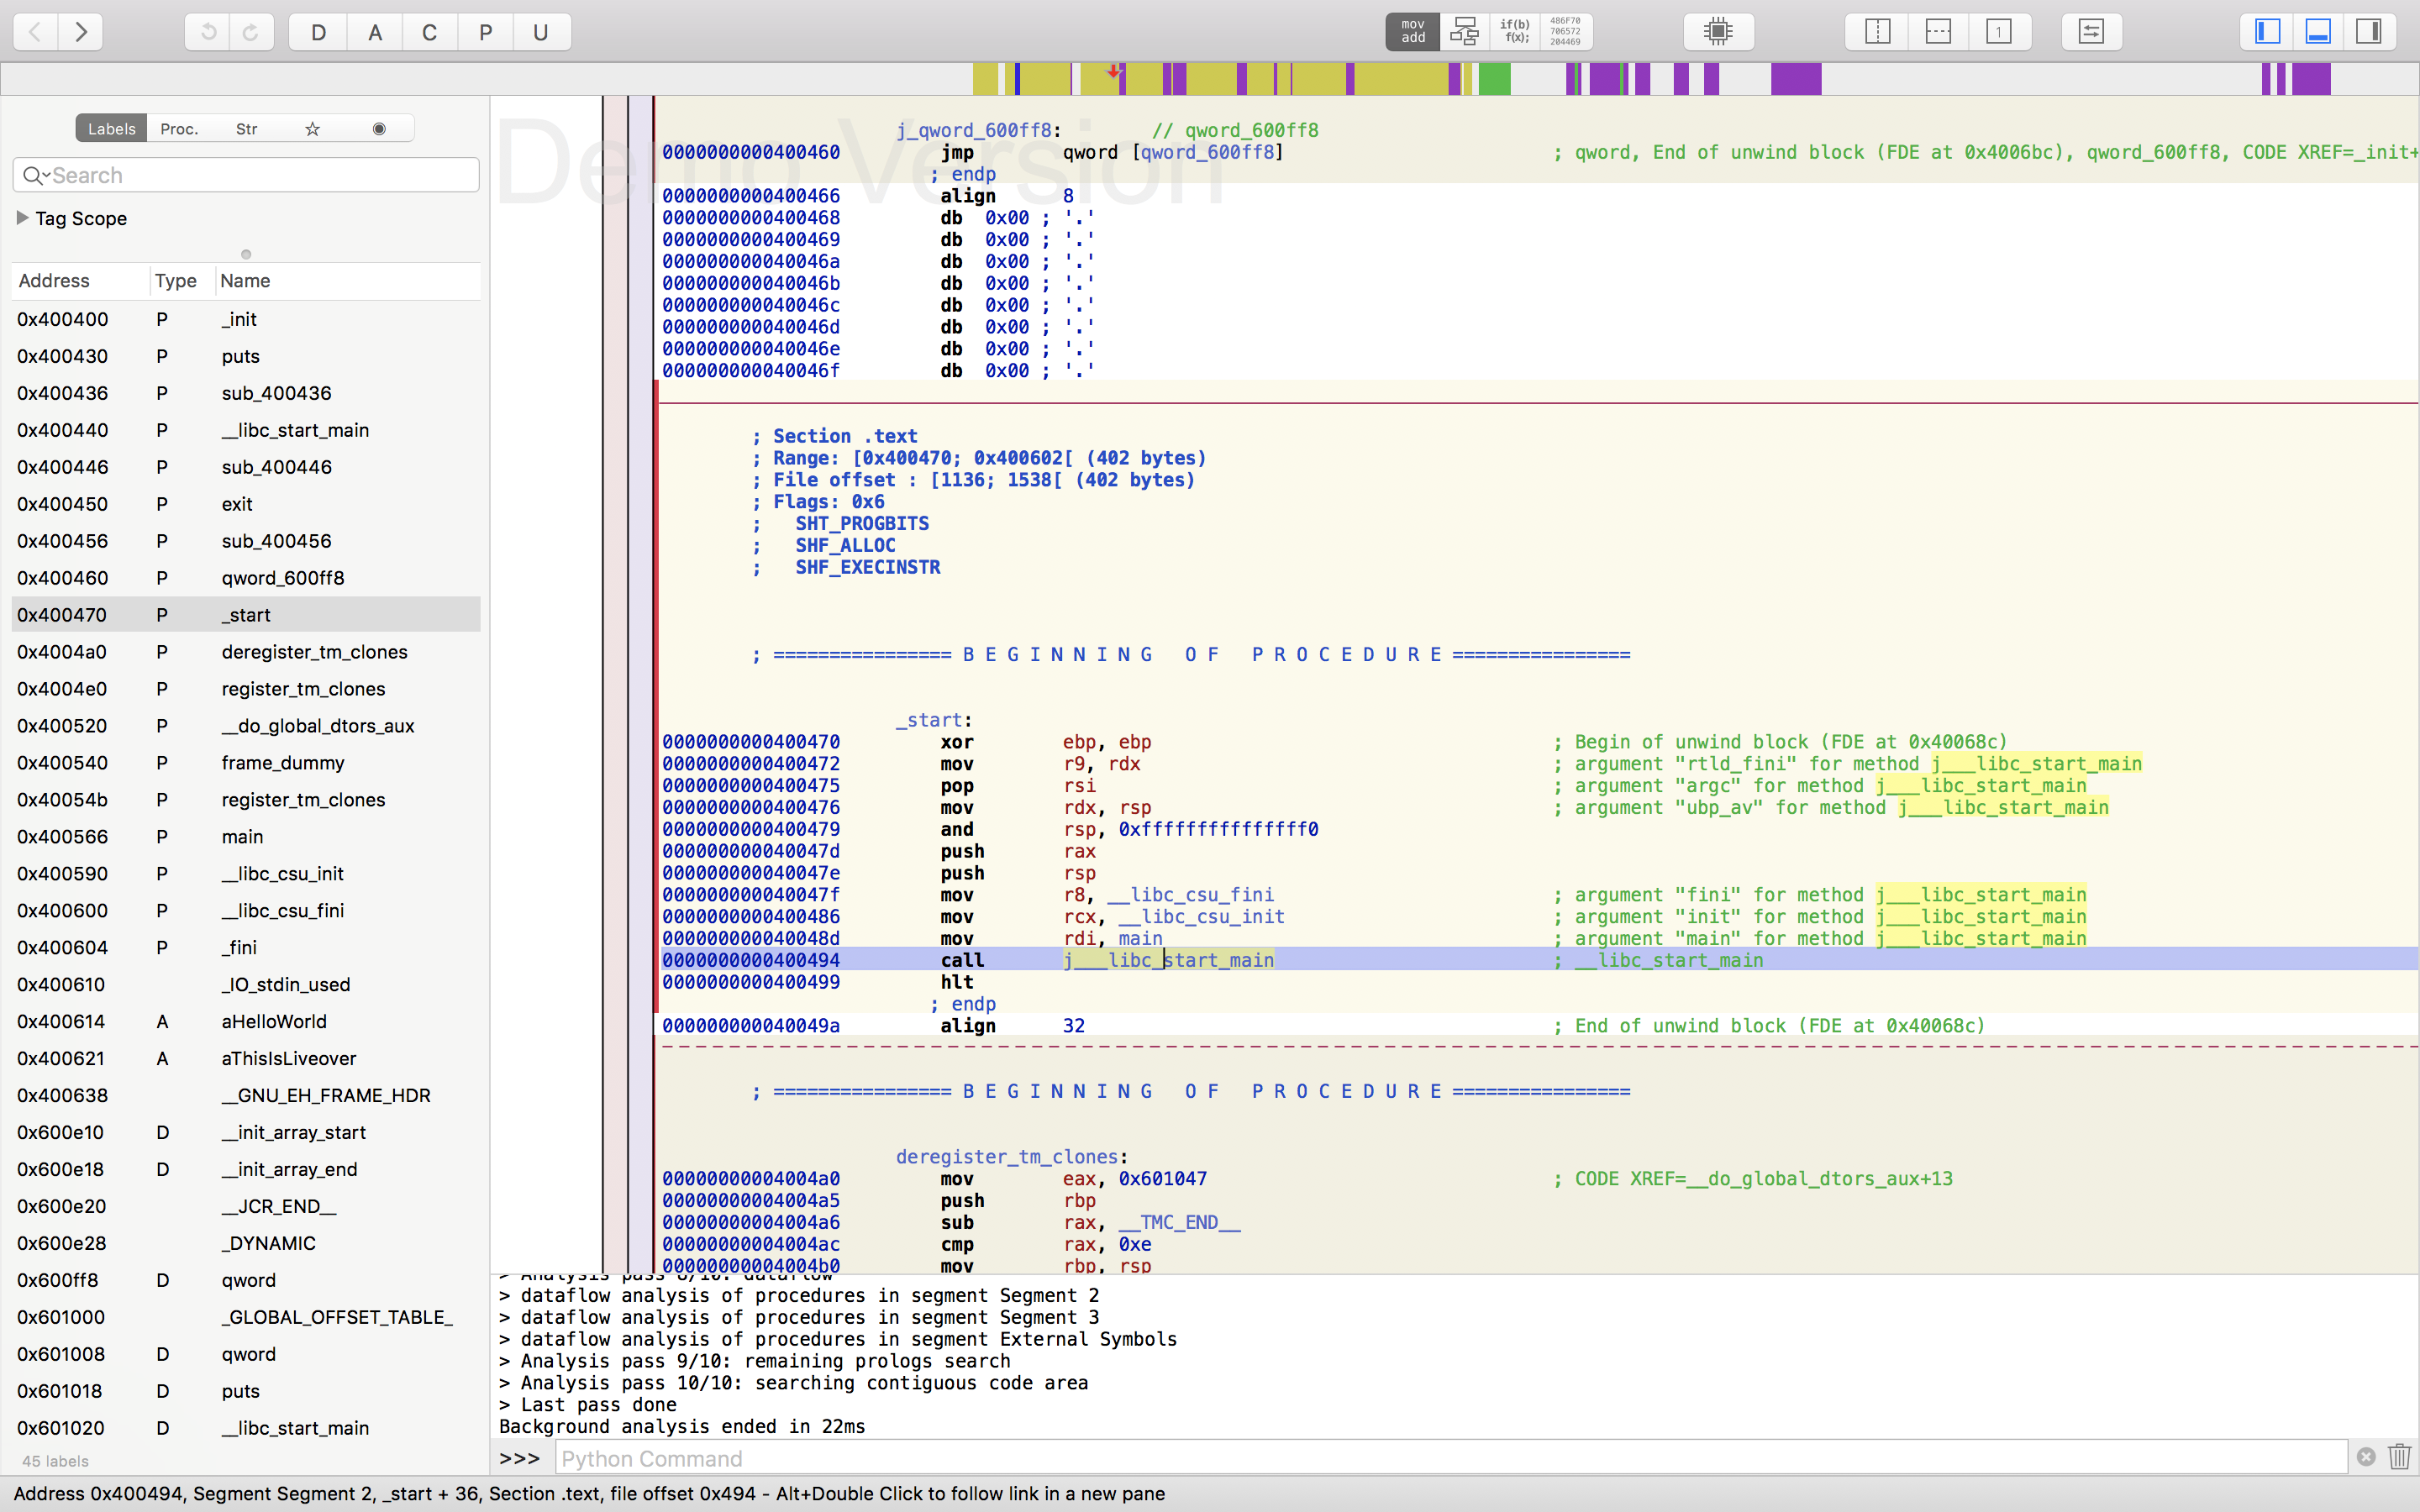 D A C P U
mov add
if(b) f(x);
486F70 706572 204469
1
Labels Proc. Str
Search
Tag Scope
Address Type Name
0x400400 P _init
0x400430 P puts
0x400436 P sub_400436
0x400440 P __libc_start_main
0x400446 P sub_400446
0x400450 P exit
0x400456 P sub_400456
0x400460 P qword_600ff8
0x400470 P _start
0x4004a0 P deregister_tm_clones
0x4004e0 P register_tm_clones
0x400520 P __do_global_dtors_aux
0x400540 P frame_dummy
0x40054b P register_tm_clones
0x400566 P main
0x400590 P __libc_csu_init
0x400600 P __libc_csu_fini
0x400604 P _fini
0x400610 _IO_stdin_used
0x400614 A aHelloWorld
0x400621 A aThisIsLiveover
0x400638 __GNU_EH_FRAME_HDR
0x600e10 D __init_array_start
0x600e18 D __init_array_end
0x600e20 __JCR_END__
0x600e28 _DYNAMIC
0x600ff8 D qword
0x601000 _GLOBAL_OFFSET_TABLE_
0x601008 D qword
0x601018 D puts
0x601020 D __libc_start_main
45 labels
Demo Version
j_qword_600ff8: // qword_600ff8
0000000000400460 jmp qword [qword_600ff8] ; qword, End of unwind block (FDE at 0x4006bc), qword_600ff8, CODE XREF=_init+
; endp
0000000000400466 align 8
0000000000400468 db 0x00 ; '.'
0000000000400469 db 0x00 ; '.'
000000000040046a db 0x00 ; '.'
000000000040046b db 0x00 ; '.'
000000000040046c db 0x00 ; '.'
000000000040046d db 0x00 ; '.'
000000000040046e db 0x00 ; '.'
000000000040046f db 0x00 ; '.'
; Section .text
; Range: [0x400470; 0x400602[ (402 bytes)
; File offset : [1136; 1538[ (402 bytes)
; Flags: 0x6
; SHT_PROGBITS
; SHF_ALLOC
; SHF_EXECINSTR
; ================ B E G I N N I N G O F P R O C E D U R E ================
_start:
0000000000400470 xor ebp, ebp ; Begin of unwind block (FDE at 0x40068c)
0000000000400472 mov r9, rdx ; argument "rtld_fini" for method j___libc_start_main
0000000000400475 pop rsi ; argument "argc" for method j___libc_start_main
0000000000400476 mov rdx, rsp ; argument "ubp_av" for method j___libc_start_main
0000000000400479 and rsp, 0xfffffffffffffff0
000000000040047d push rax
000000000040047e push rsp
000000000040047f mov r8, __libc_csu_fini ; argument "fini" for method j___libc_start_main
0000000000400486 mov rcx, __libc_csu_init ; argument "init" for method j___libc_start_main
000000000040048d mov rdi, main ; argument "main" for method j___libc_start_main
0000000000400494 call j___libc_start_main ; __libc_start_main
0000000000400499 hlt
; endp
000000000040049a align 32 ; End of unwind block (FDE at 0x40068c)
; ================ B E G I N N I N G O F P R O C E D U R E ================
deregister_tm_clones:
00000000004004a0 mov eax, 0x601047 ; CODE XREF=__do_global_dtors_aux+13
00000000004004a5 push rbp
00000000004004a6 sub rax, __TMC_END__
00000000004004ac cmp rax, 0xe
00000000004004b0 mov rbp, rsp
> Analysis pass 8/10: dataflow
> dataflow analysis of procedures in segment Segment 2
> dataflow analysis of procedures in segment Segment 3
> dataflow analysis of procedures in segment External Symbols
> Analysis pass 9/10: remaining prologs search
> Analysis pass 10/10: searching contiguous code area
> Last pass done
Background analysis ended in 22ms
>>> Python Command
Address 0x400494, Segment Segment 2, _start + 36, Section .text, file offset 0x494 - Alt+Double Click to follow link in a new pane